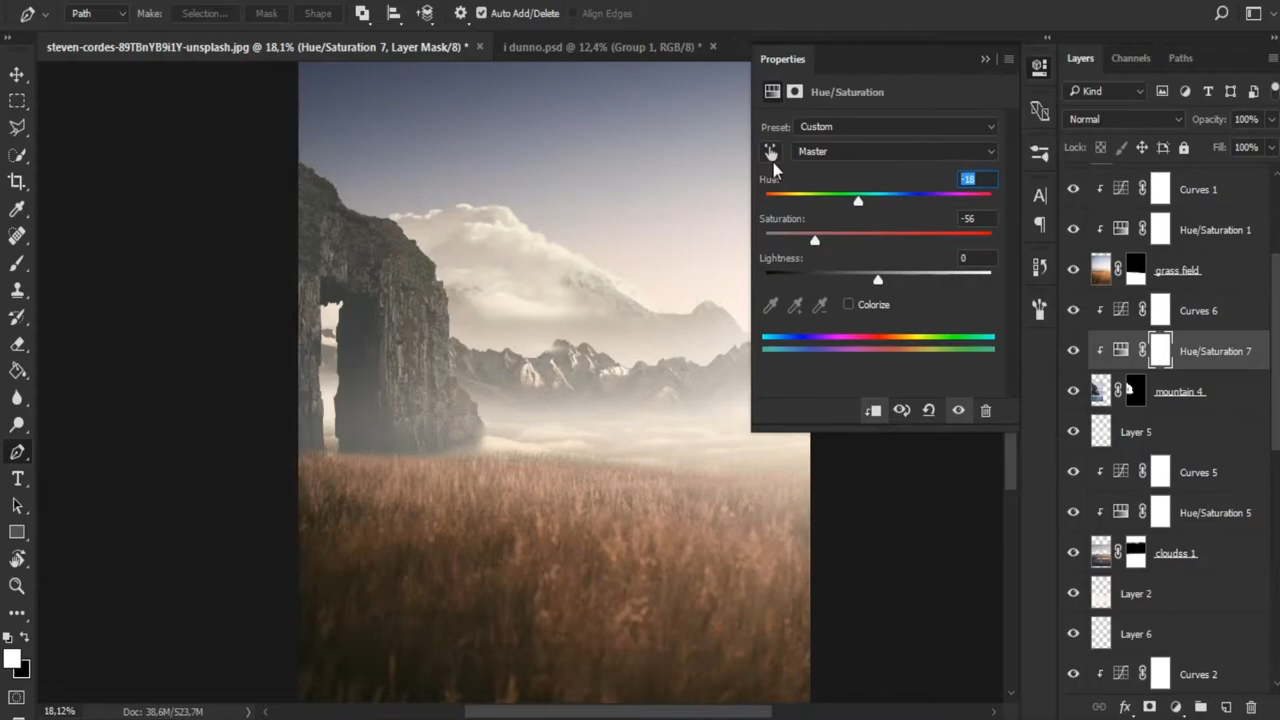 Path
Make:
Selection...
Mask
Shape
Auto Add/Delete
Align Edges
steven-cordes-89TBnYB9i1Y-unsplash.jpg @ 18,1% (Hue/Saturation 7, Layer Mask/8) *
i dunno.psd @ 12,4% (Group 1, RGB/8) *
Properties
Hue/Saturation
Preset: Custom
Master
Hue: -18
Saturation: -56
Lightness: 0
Colorize
Layers
Channels
Paths
Kind
Normal
Opacity: 100%
Lock:
Fill: 100%
Curves 1
Hue/Saturation 1
grass field
Curves 6
Hue/Saturation 7
mountain 4
Layer 5
Curves 5
Hue/Saturation 5
cloudss 1
Layer 2
Layer 6
Curves 2
18,12%
Doc: 38,6M/523,7M